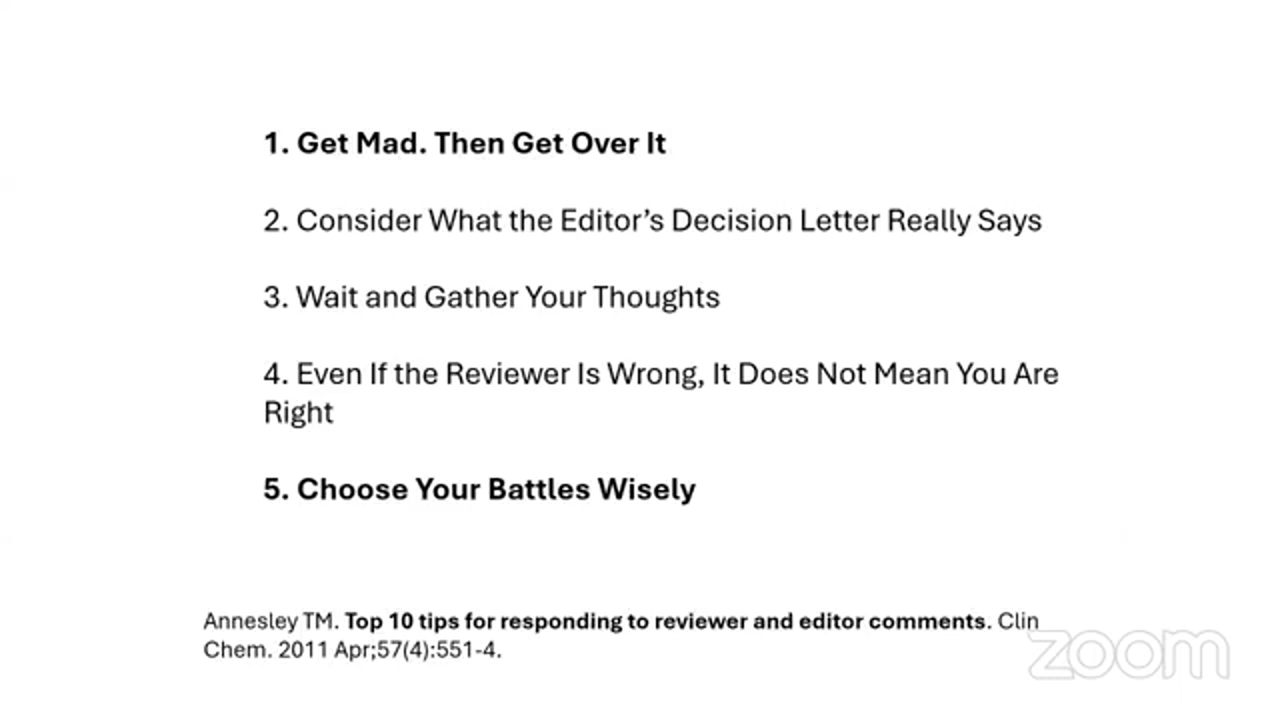 1. Get Mad. Then Get Over It
2. Consider What the Editor’s Decision Letter Really Says
3. Wait and Gather Your Thoughts
4. Even If the Reviewer Is Wrong, It Does Not Mean You Are
Right
5. Choose Your Battles Wisely
Annesley TM. Top 10 tips for responding to reviewer and editor comments. Clin
Chem. 2011 Apr;57(4):551-4.
zoom